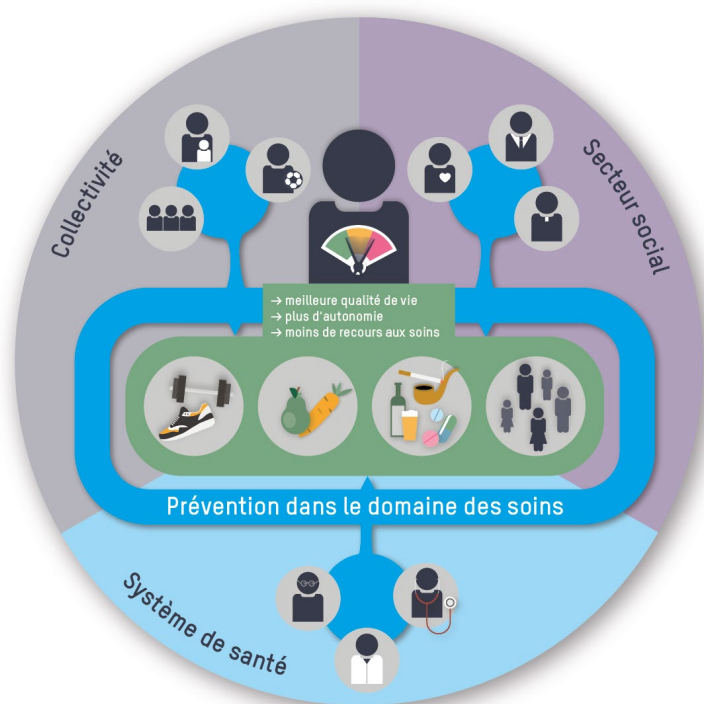 Collectivité
Secteur social
→ meilleure qualité de vie
→ plus d'autonomie
→ moins de recours aux soins
Prévention dans le domaine des soins
Système de santé